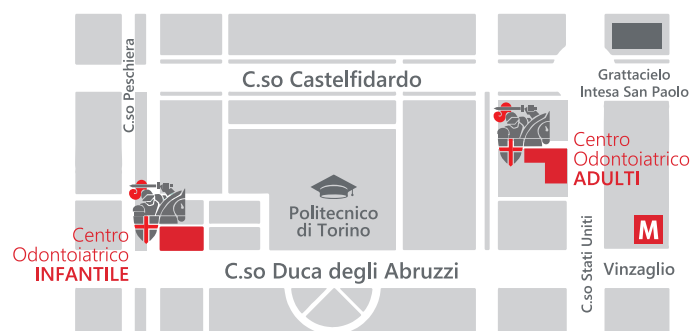 C.so Peschiera
C.so Castelfidardo
Grattacielo
Intesa San Paolo
Centro
Odontoiatrico
ADULTI
Politecnico
di Torino
Centro
Odontoiatrico
INFANTILE
C.so Duca degli Abruzzi
C.so Stati Uniti
M
Vinzaglio